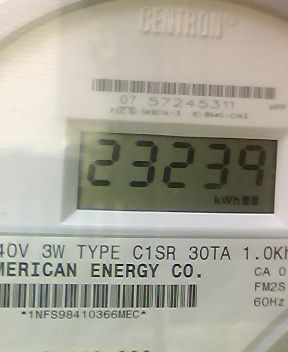 CENTRON®
07 57245311
23239
kWh
40V 3W TYPE C1SR 30TA 1.0Kh
MERICAN ENERGY CO.
CA 0
FM2S
60Hz
*1NFS98410366MEC*